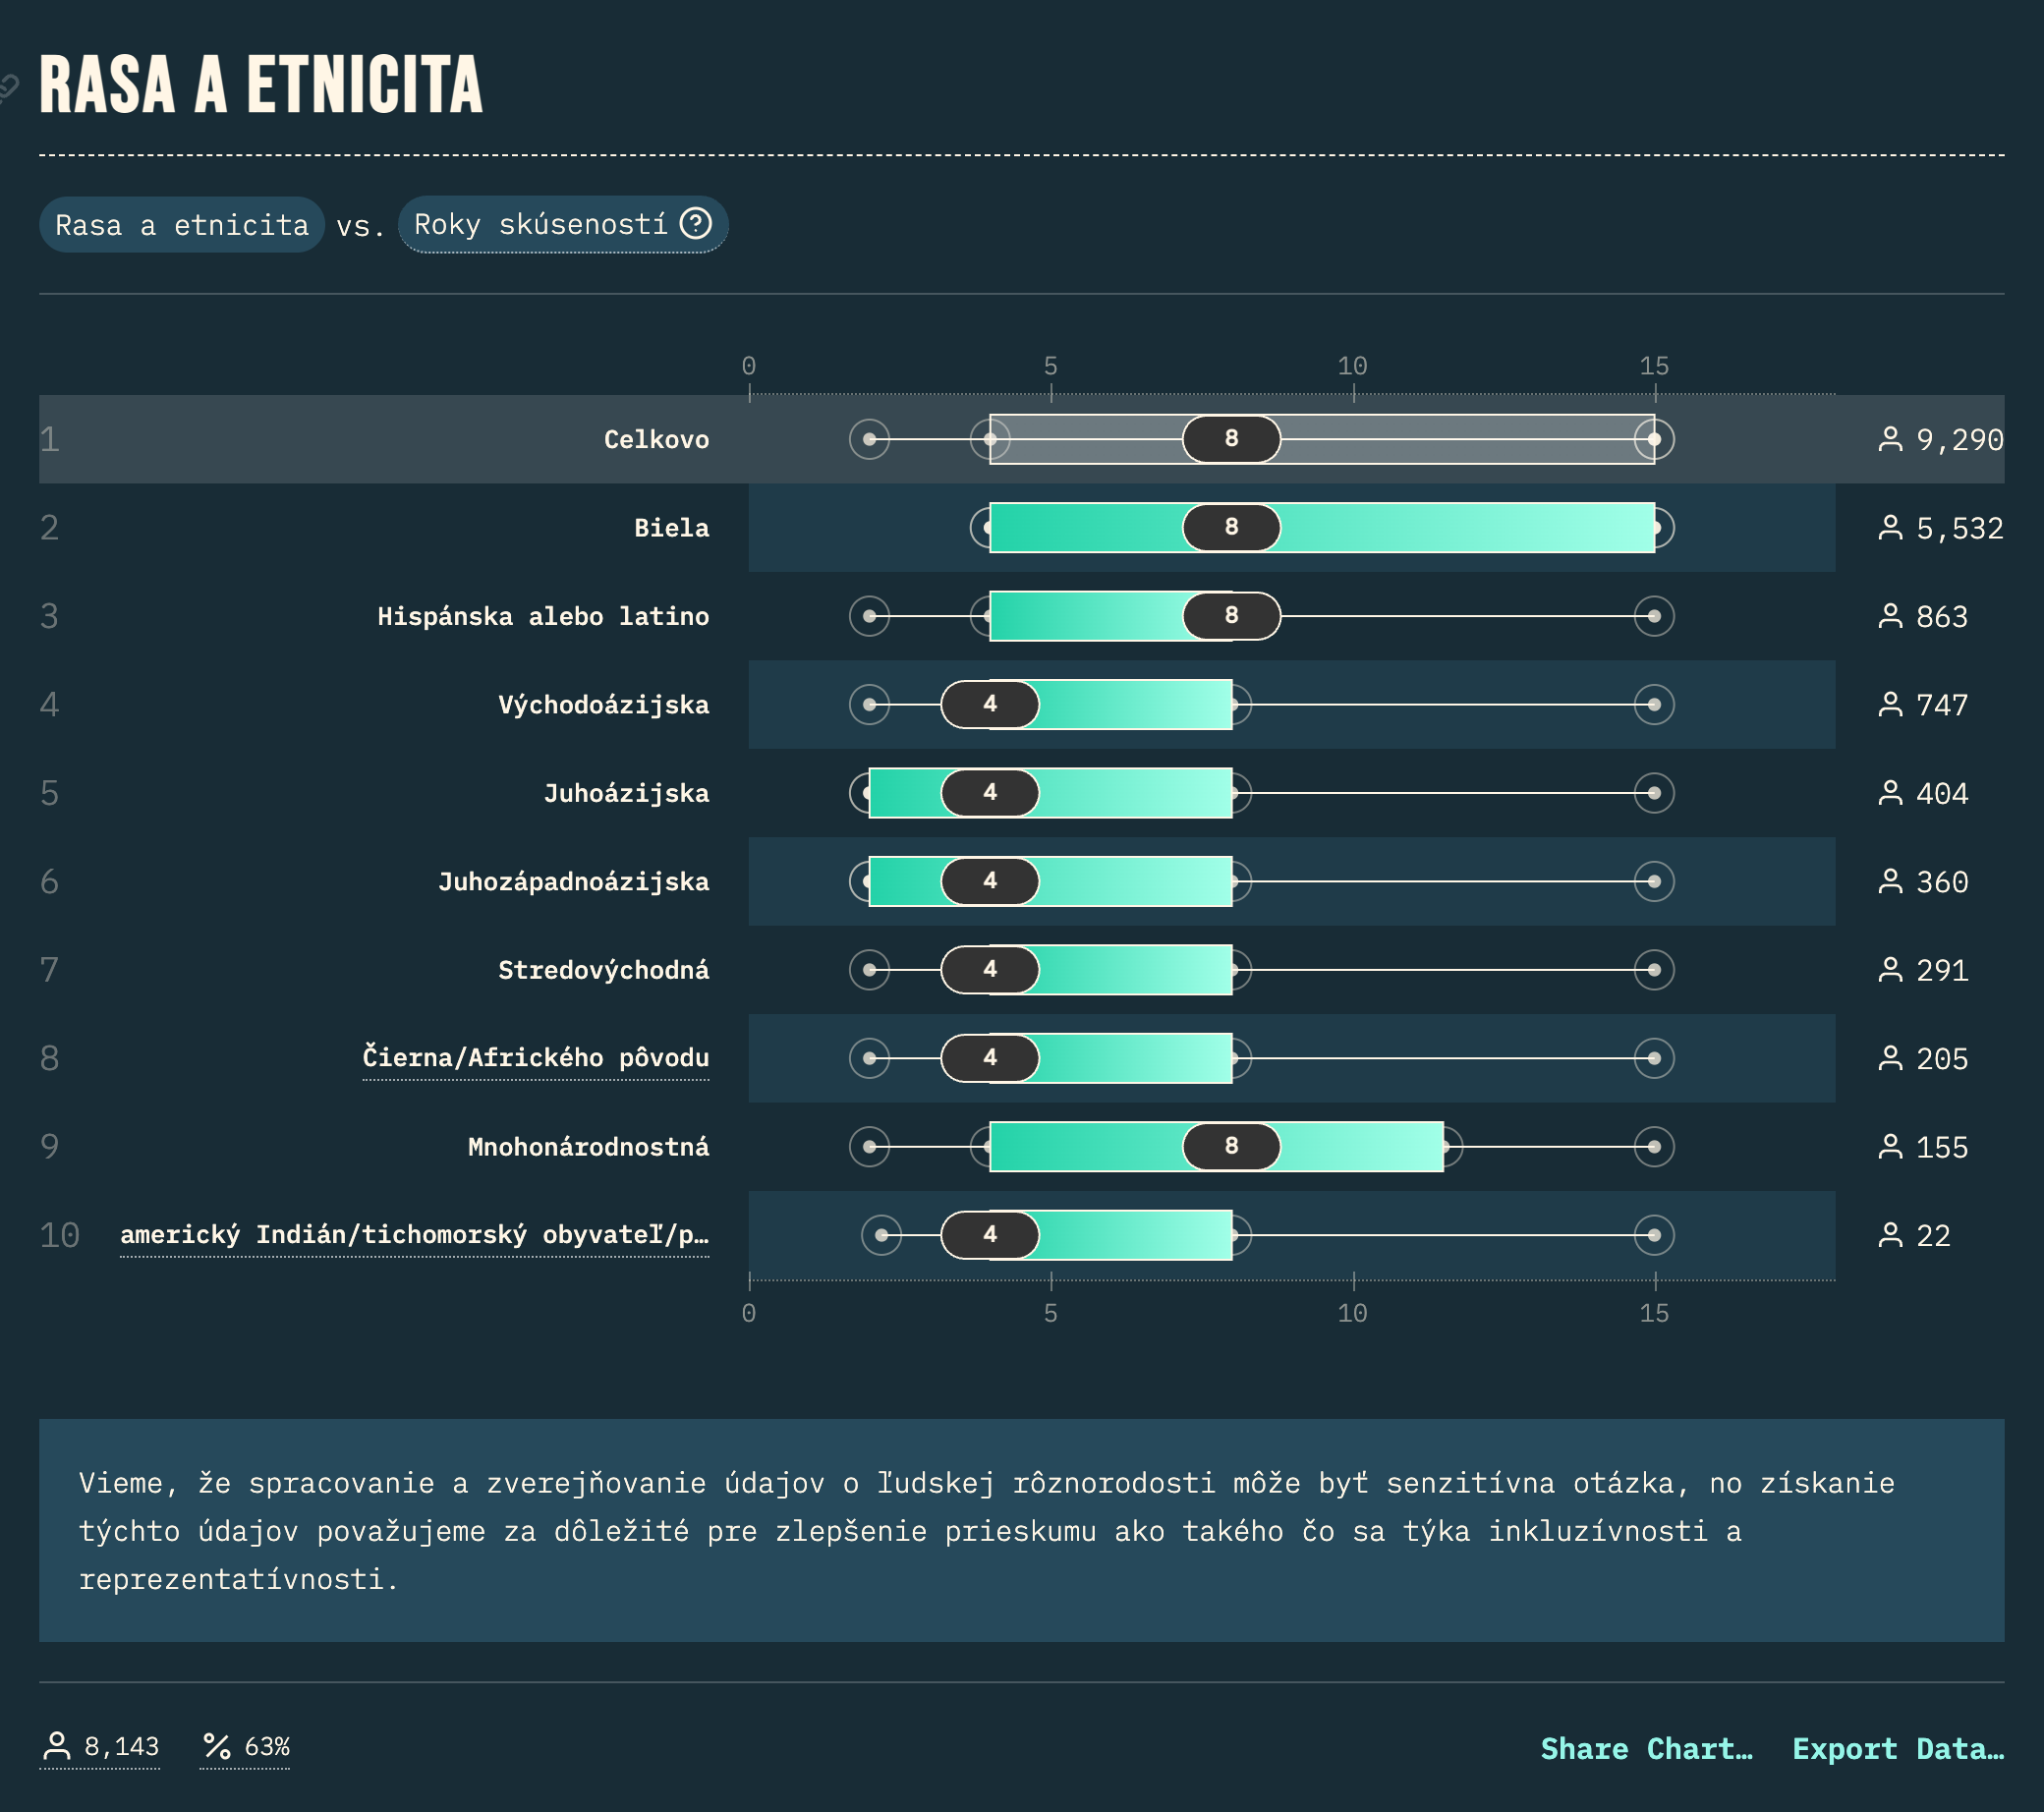 RASA A ETNICITA
Rasa a etnicita vs. Roky skúseností ?
0 5 10 15
1 Celkovo 8 9,290
2 Biela 8 5,532
3 Hispánska alebo latino 8 863
4 Východoázijska 4 747
5 Juhoázijska 4 404
6 Juhozápadnoázijska 4 360
7 Stredovýchodná 4 291
8 Čierna/Afrického pôvodu 4 205
9 Mnohonárodnostná 8 155
10 americký Indián/tichomorský obyvateľ/p… 4 22
0 5 10 15
Vieme, že spracovanie a zverejňovanie údajov o ľudskej rôznorodosti môže byť senzitívna otázka, no získanie
týchto údajov považujeme za dôležité pre zlepšenie prieskumu ako takého čo sa týka inkluzívnosti a
reprezentatívnosti.
8,143 63% Share Chart… Export Data…